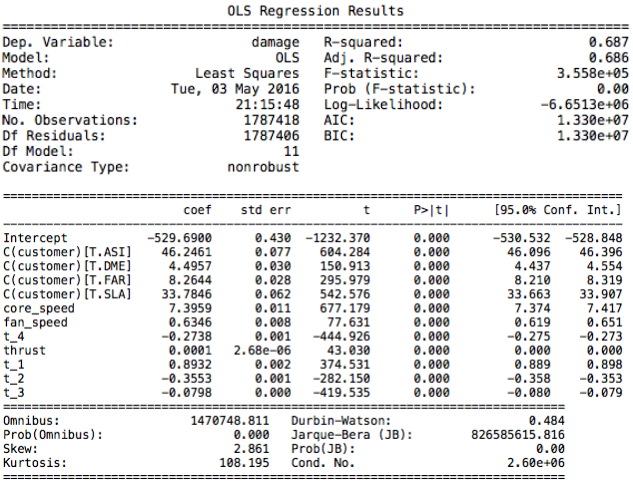 OLS Regression Results
==============================================================================
Dep. Variable: damage R-squared: 0.687
Model: OLS Adj. R-squared: 0.686
Method: Least Squares F-statistic: 3.558e+05
Date: Tue, 03 May 2016 Prob (F-statistic): 0.00
Time: 21:15:48 Log-Likelihood: -6.6513e+06
No. Observations: 1787418 AIC: 1.330e+07
Df Residuals: 1787406 BIC: 1.330e+07
Df Model: 11
Covariance Type: nonrobust
==============================================================================
coef std err t P>|t| [95.0% Conf. Int.]
------------------------------------------------------------------------------
Intercept -529.6900 0.430 -1232.370 0.000 -530.532 -528.848
C(customer)[T.ASI] 46.2461 0.077 604.284 0.000 46.096 46.396
C(customer)[T.DME] 4.4957 0.030 150.913 0.000 4.437 4.554
C(customer)[T.FAR] 8.2644 0.028 295.979 0.000 8.210 8.319
C(customer)[T.SLA] 33.7846 0.062 542.576 0.000 33.663 33.907
core_speed 7.3959 0.011 677.179 0.000 7.374 7.417
fan_speed 0.6346 0.008 77.631 0.000 0.619 0.651
t_4 -0.2738 0.001 -444.926 0.000 -0.275 -0.273
thrust 0.0001 2.68e-06 43.030 0.000 0.000 0.000
t_1 0.8932 0.002 374.531 0.000 0.889 0.898
t_2 -0.3553 0.001 -282.150 0.000 -0.358 -0.353
t_3 -0.0798 0.000 -419.535 0.000 -0.080 -0.079
==============================================================================
Omnibus: 1470748.811 Durbin-Watson: 0.484
Prob(Omnibus): 0.000 Jarque-Bera (JB): 826585615.816
Skew: 2.861 Prob(JB): 0.00
Kurtosis: 108.195 Cond. No. 2.60e+06
==============================================================================